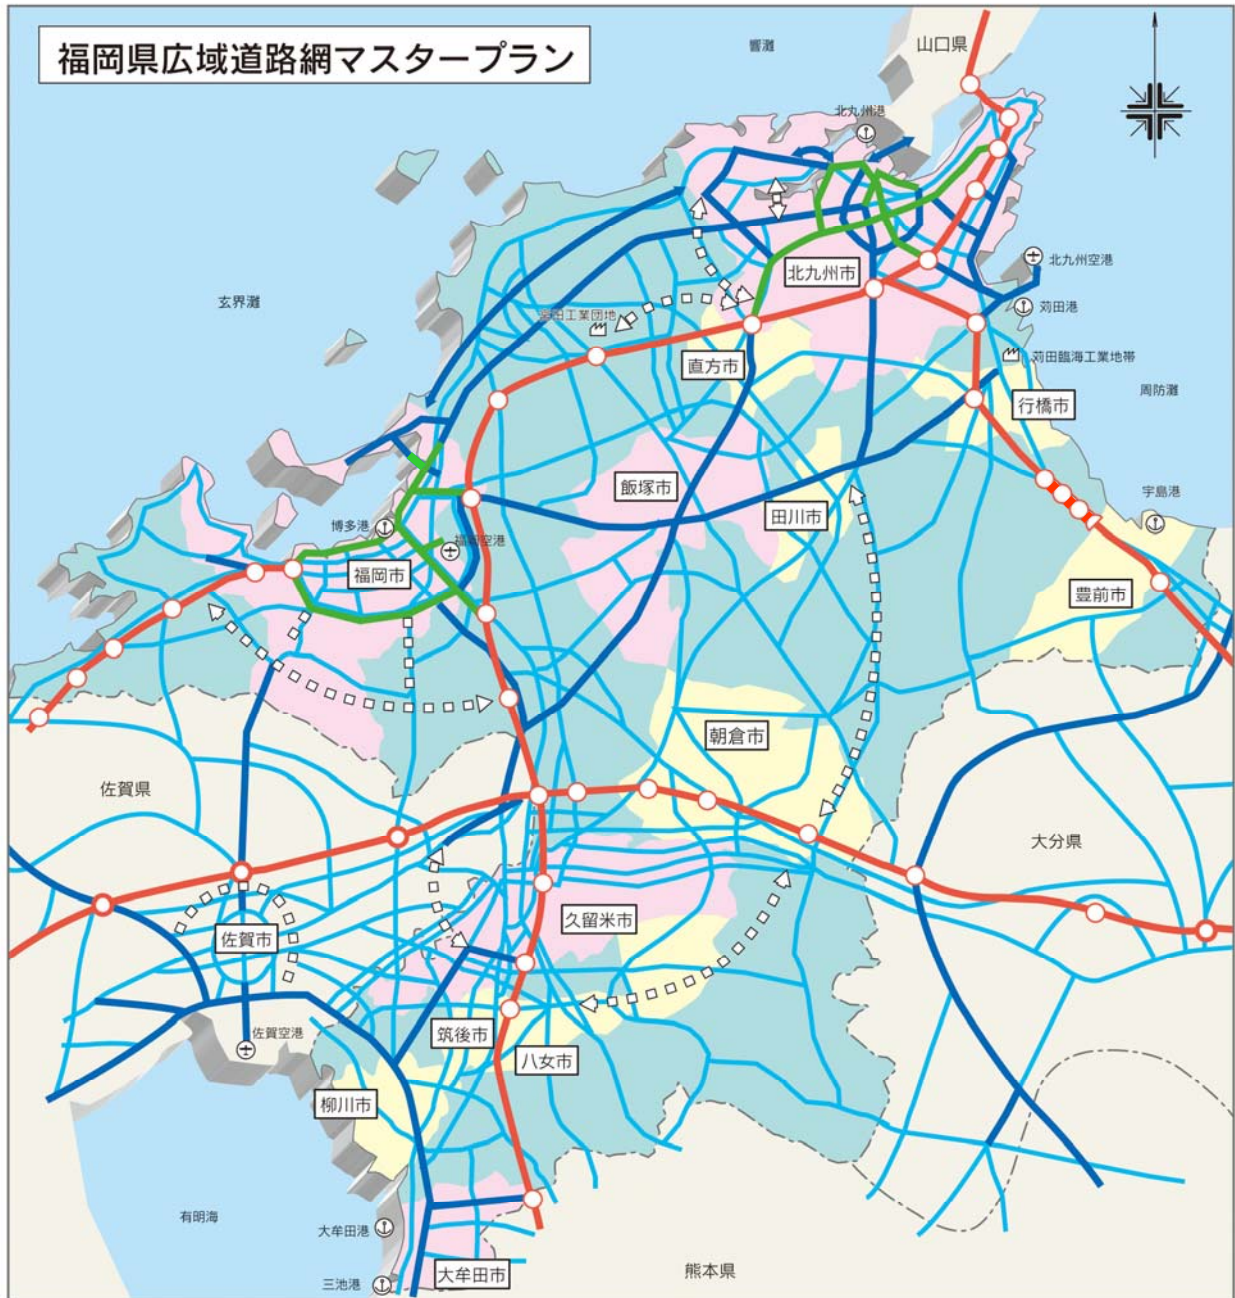 福岡県広域道路網マスタープラン
響灘
山口県
北九州港
北九州市
北九州空港
苅田港
玄界灘
宮田工業団地
直方市
苅田臨海工業地帯
周防灘
行橋市
飯塚市
田川市
宇島港
博多港
福岡空港
福岡市
豊前市
朝倉市
佐賀県
大分県
久留米市
佐賀市
佐賀空港
筑後市
八女市
柳川市
有明海
大牟田港
三池港
大牟田市
熊本県